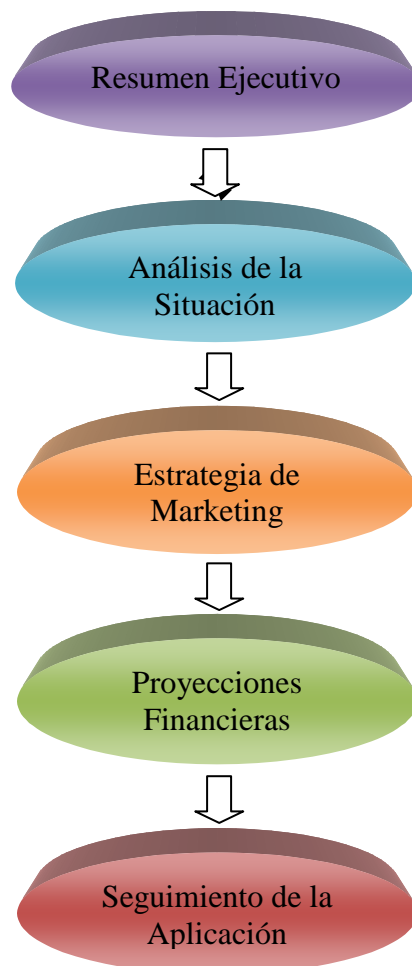 Resumen Ejecutivo
Análisis de la
Situación
Estrategia de
Marketing
Proyecciones
Financieras
Seguimiento de la
Aplicación